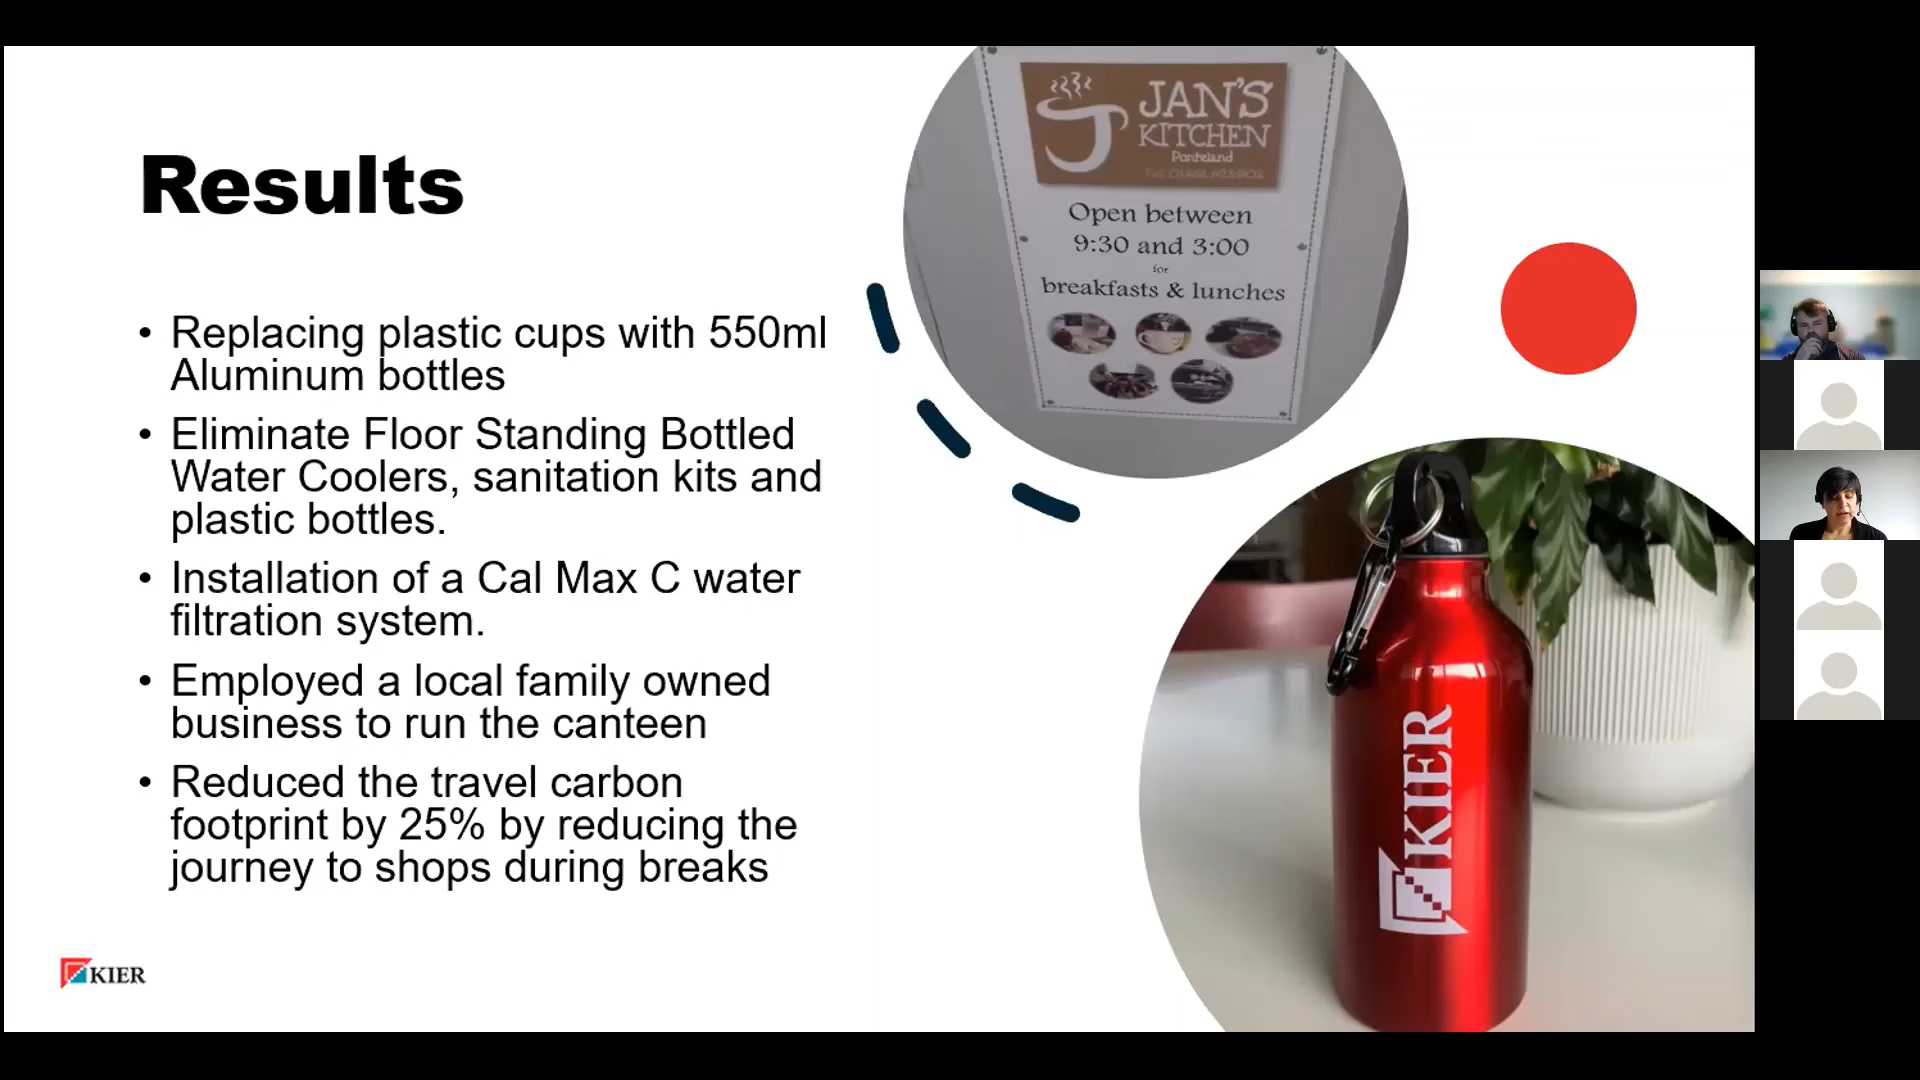 Results
• Replacing plastic cups with 550ml
Aluminum bottles
• Eliminate Floor Standing Bottled
Water Coolers, sanitation kits and
plastic bottles.
• Installation of a Cal Max C water
filtration system.
• Employed a local family owned
business to run the canteen
• Reduced the travel carbon
footprint by 25% by reducing the
journey to shops during breaks
KIER
JAN'S
KITCHEN
Ponteland
Open between
9:30 and 3:00
for
breakfasts & lunches
KIER